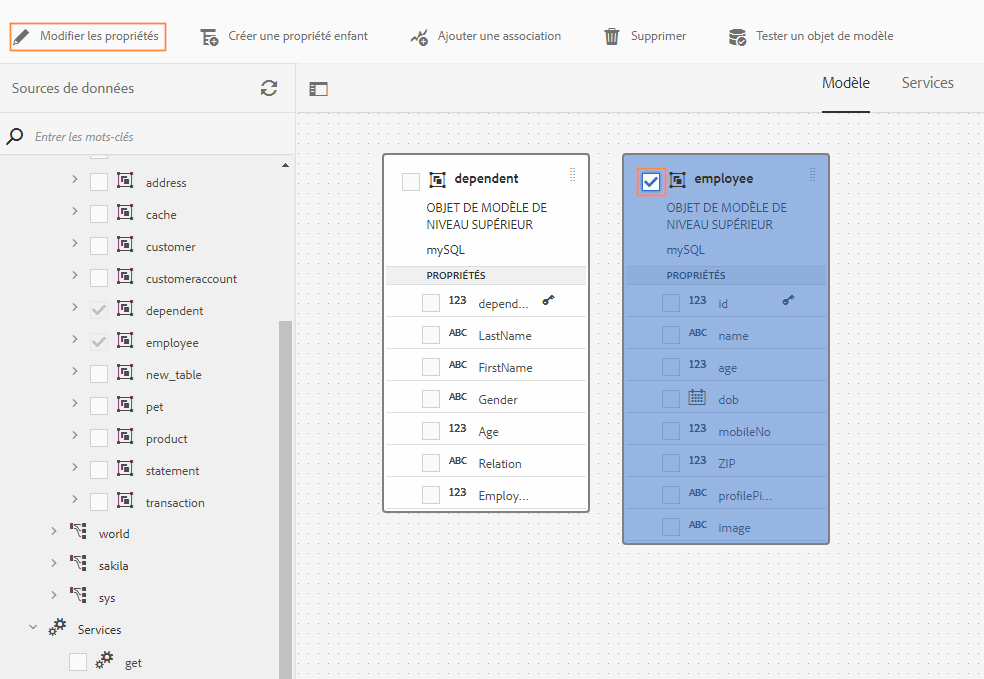 Modifier les propriétés
Créer une propriété enfant
Ajouter une association
Supprimer
Tester un objet de modèle
Sources de données
Modèle
Services
Entrer les mots-clés
address
cache
customer
customeraccount
dependent
employee
new_table
pet
product
statement
transaction
world
sakila
sys
Services
get
dependent
OBJET DE MODÈLE DE
NIVEAU SUPÉRIEUR
mySQL
PROPRIÉTÉS
123 depend...
ABC LastName
ABC FirstName
ABC Gender
123 Age
ABC Relation
123 Employ...
employee
OBJET DE MODÈLE DE
NIVEAU SUPÉRIEUR
mySQL
PROPRIÉTÉS
123 id
ABC name
123 age
dob
123 mobileNo
123 ZIP
ABC profilePi...
ABC image